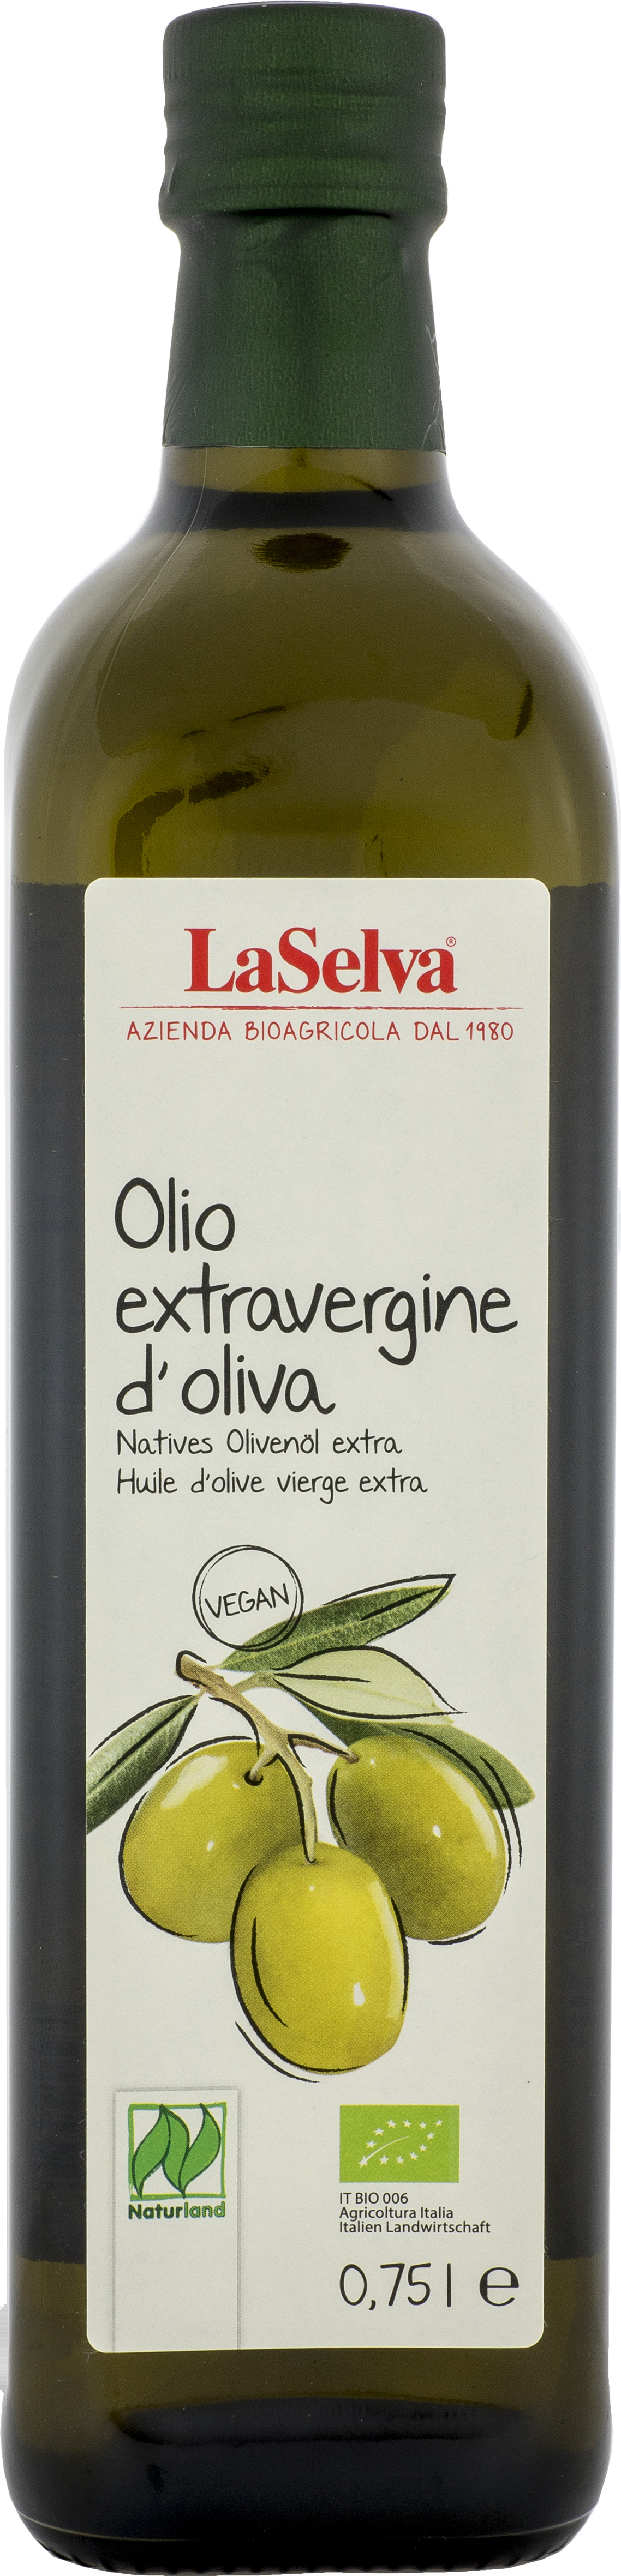 LaSelva®
AZIENDA BIOAGRICOLA DAL 1980
Olio
extravergine
d'oliva
Natives Olivenöl extra
Huile d'olive vierge extra
VEGAN
Naturland
IT BIO 006
Agricoltura Italia
Italien Landwirtschaft
0,75 l e